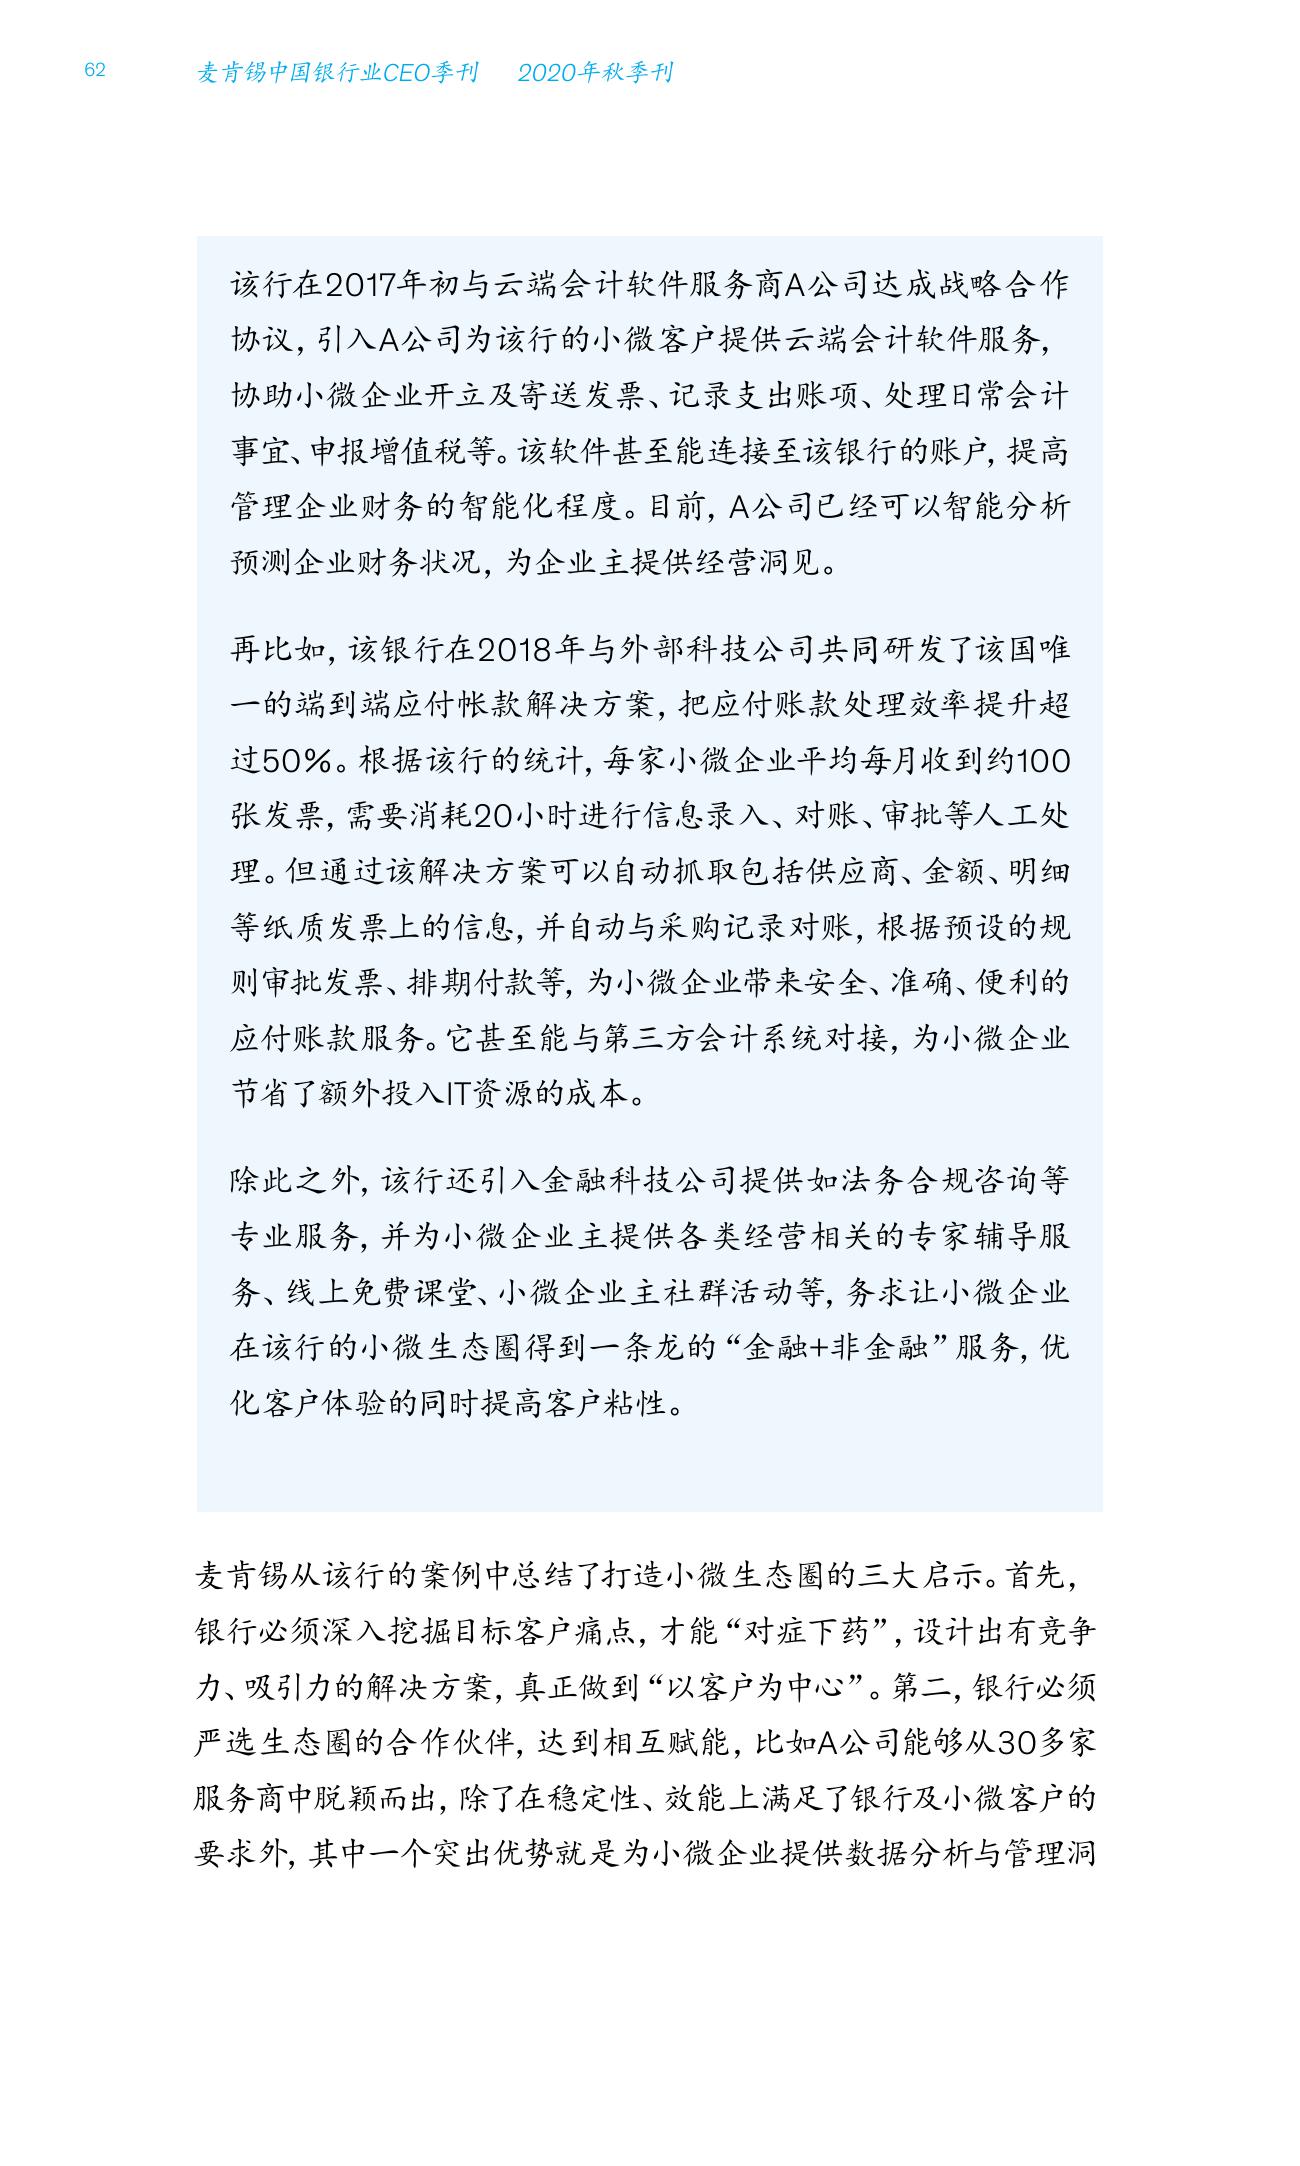 62
麦肯锡中国银行业CEO季刊 2020年秋季刊
该行在2017年初与云端会计软件服务商A公司达成战略合作
协议，引入A公司为该行的小微客户提供云端会计软件服务，
协助小微企业开立及寄送发票、记录支出账项、处理日常会计
事宜、申报增值税等。该软件甚至能连接至该银行的账户，提高
管理企业财务的智能化程度。目前，A公司已经可以智能分析
预测企业财务状况，为企业主提供经营洞见。
再比如，该银行在2018年与外部科技公司共同研发了该国唯
一的端到端应付帐款解决方案，把应付账款处理效率提升超
过50%。根据该行的统计，每家小微企业平均每月收到约100
张发票，需要消耗20小时进行信息录入、对账、审批等人工处
理。但通过该解决方案可以自动抓取包括供应商、金额、明细
等纸质发票上的信息，并自动与采购记录对账，根据预设的规
则审批发票、排期付款等，为小微企业带来安全、准确、便利的
应付账款服务。它甚至能与第三方会计系统对接，为小微企业
节省了额外投入IT资源的成本。
除此之外，该行还引入金融科技公司提供如法务合规咨询等
专业服务，并为小微企业主提供各类经营相关的专家辅导服
务、线上免费课堂、小微企业主社群活动等，务求让小微企业
在该行的小微生态圈得到一条龙的“金融+非金融”服务，优
化客户体验的同时提高客户粘性。
麦肯锡从该行的案例中总结了打造小微生态圈的三大启示。首先，
银行必须深入挖掘目标客户痛点，才能“对症下药”，设计出有竞争
力、吸引力的解决方案，真正做到“以客户为中心”。第二，银行必须
严选生态圈的合作伙伴，达到相互赋能，比如A公司能够从30多家
服务商中脱颖而出，除了在稳定性、效能上满足了银行及小微客户的
要求外，其中一个突出优势就是为小微企业提供数据分析与管理洞